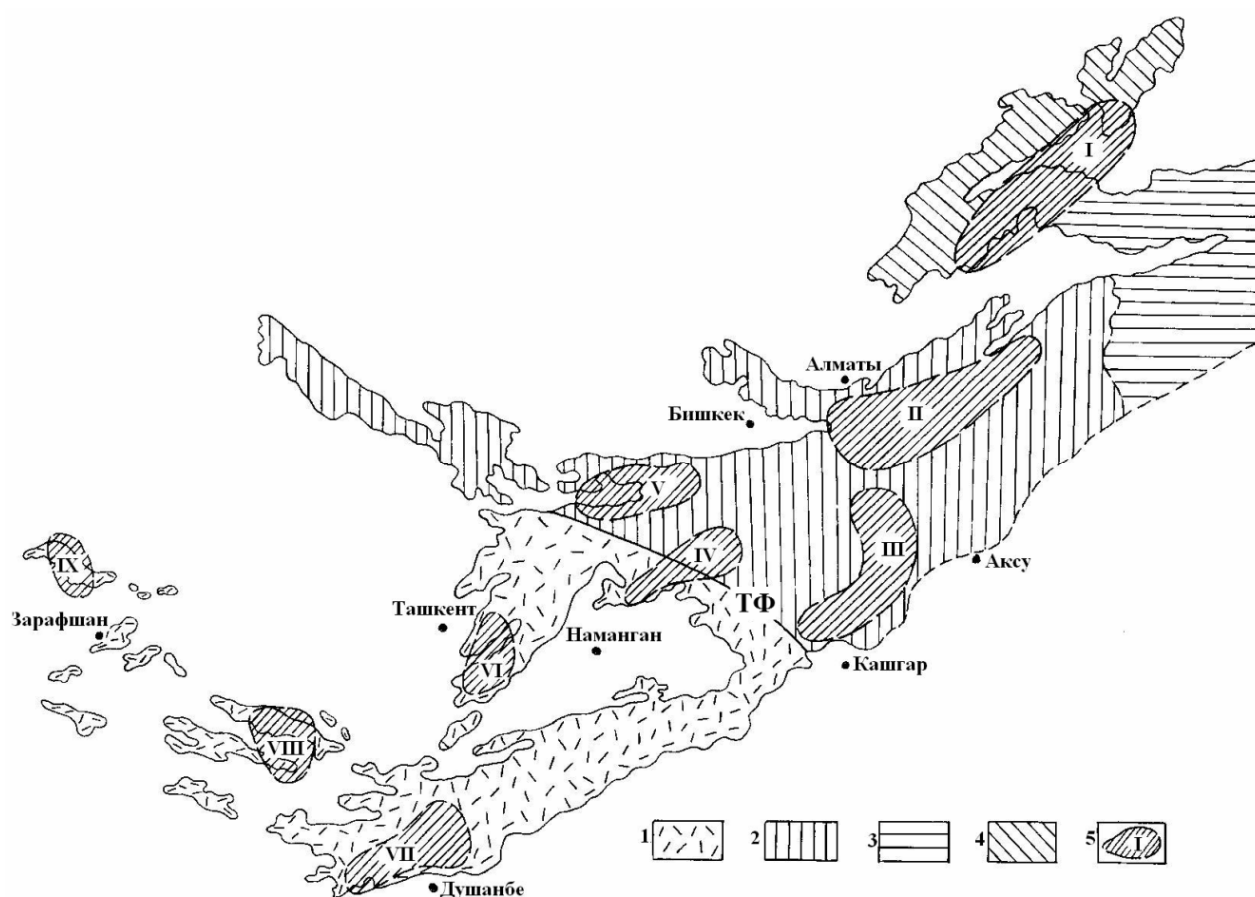 I
Алматы
II
Бишкек
V
IX
IV
III
Аксу
Ташкент
ТФ
Зарафшан
Наманган
VI
Кашгар
VIII
1
2
3
4
5
I
VII
Душанбе